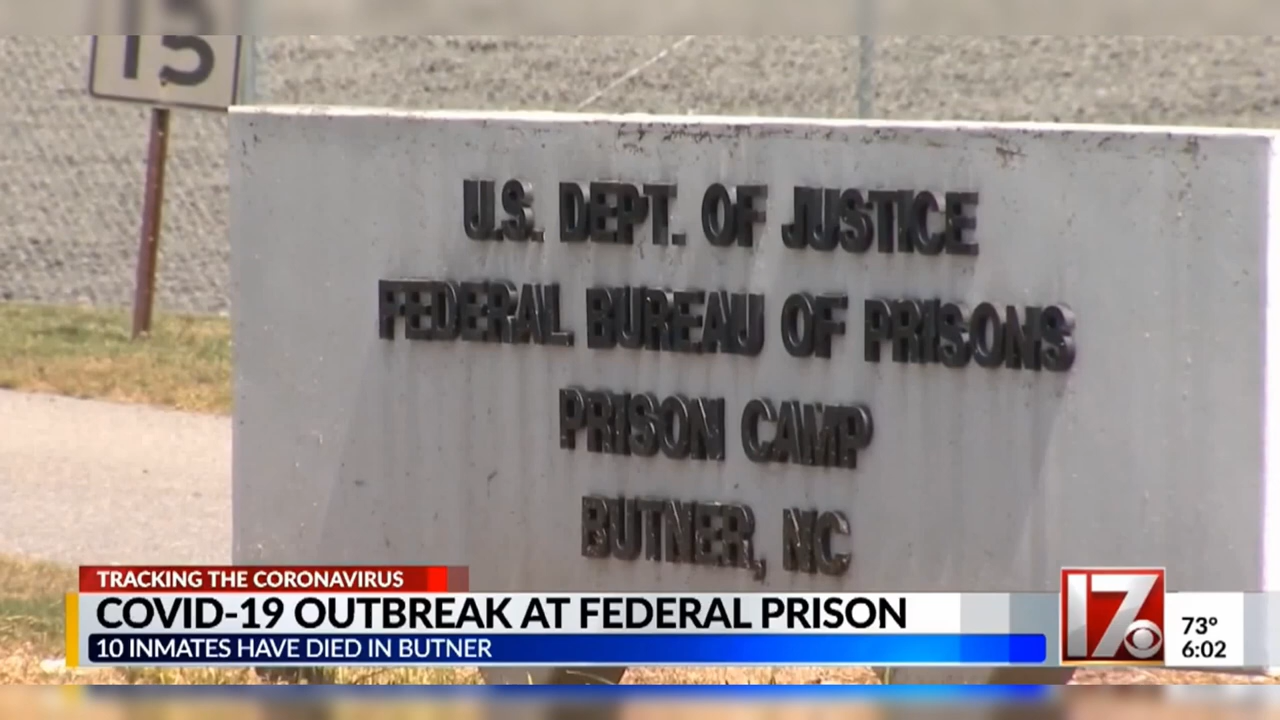 15
U.S. DEPT. OF JUSTICE
FEDERAL BUREAU OF PRISONS
PRISON CAMP
BUTNER, NC
TRACKING THE CORONAVIRUS
COVID-19 OUTBREAK AT FEDERAL PRISON
10 INMATES HAVE DIED IN BUTNER
17
73°
6:02